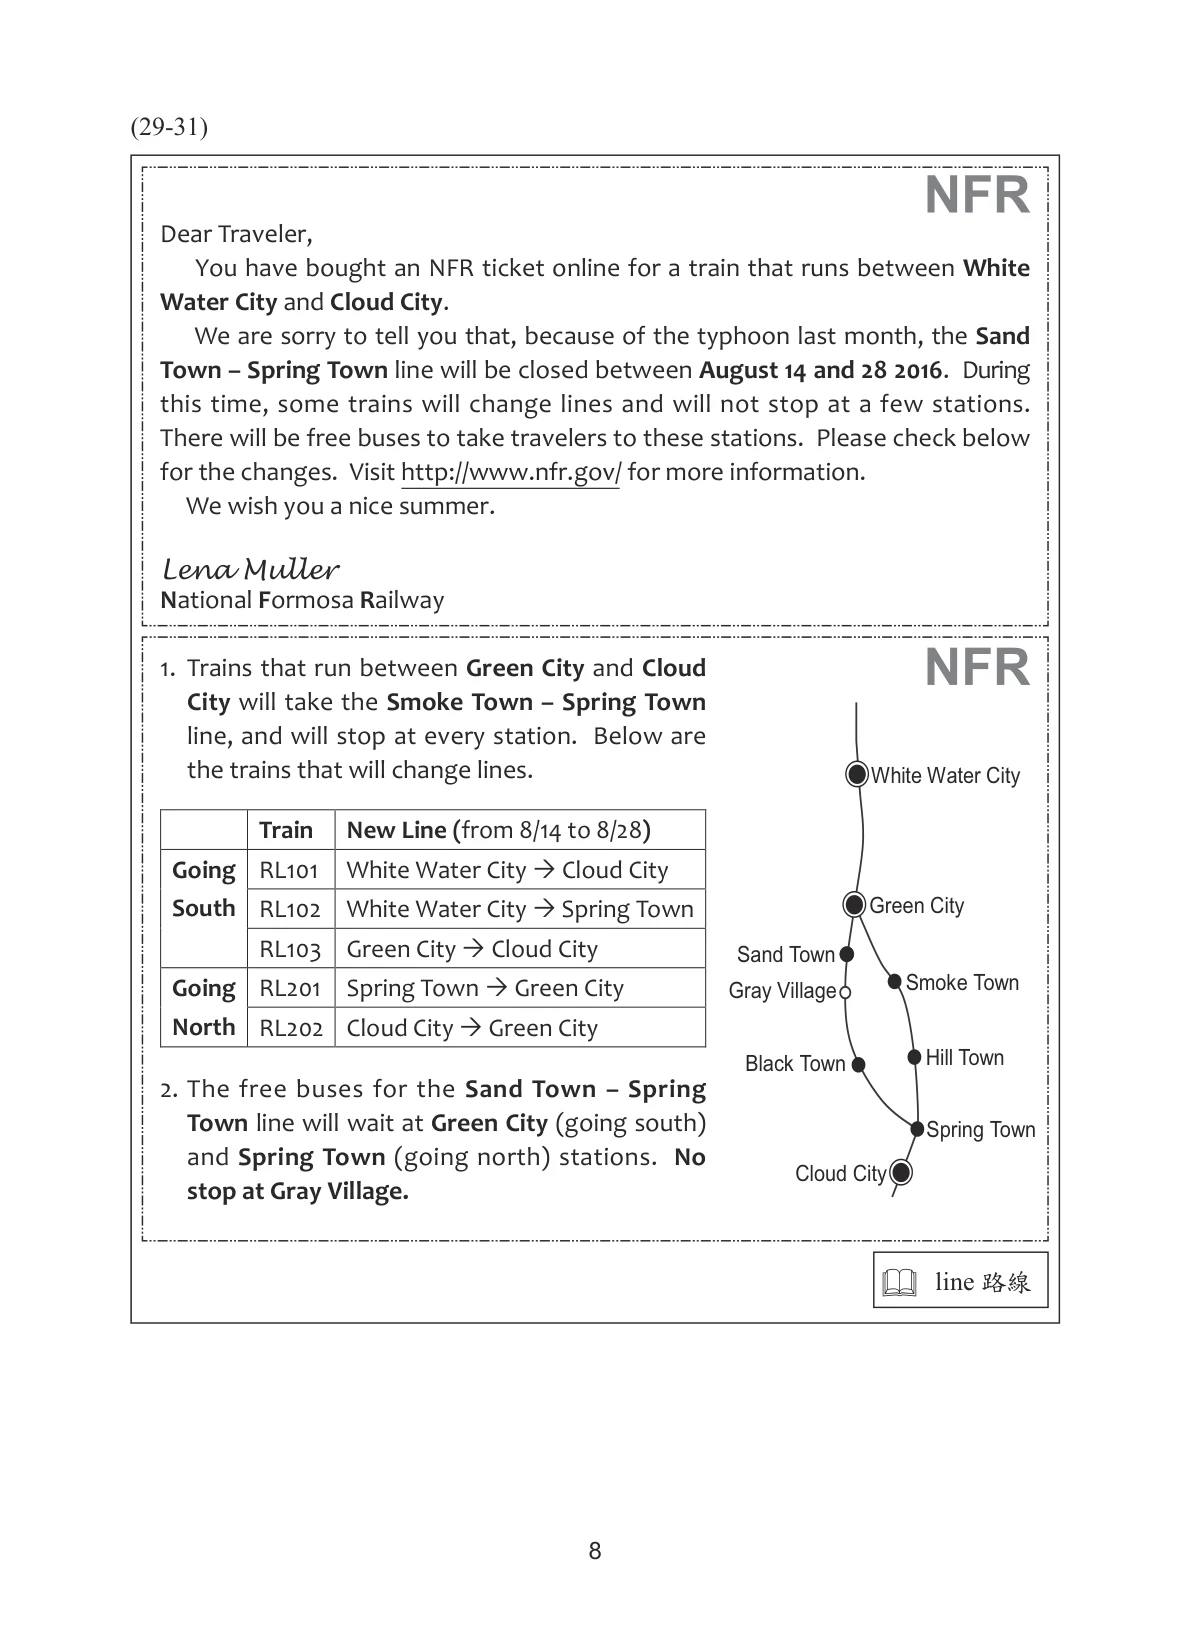 (29-31)
NFR
Dear Traveler,
You have bought an NFR ticket online for a train that runs between White
Water City and Cloud City.
We are sorry to tell you that, because of the typhoon last month, the Sand
Town – Spring Town line will be closed between August 14 and 28 2016. During
this time, some trains will change lines and will not stop at a few stations.
There will be free buses to take travelers to these stations. Please check below
for the changes. Visit http://www.nfr.gov/ for more information.
We wish you a nice summer.
Lena Muller
National Formosa Railway
NFR
1. Trains that run between Green City and Cloud
City will take the Smoke Town – Spring Town
line, and will stop at every station. Below are
the trains that will change lines.
Train New Line (from 8/14 to 8/28)
Going South
RL101 White Water City → Cloud City
RL102 White Water City → Spring Town
RL103 Green City → Cloud City
Going North
RL201 Spring Town → Green City
RL202 Cloud City → Green City
2. The free buses for the Sand Town – Spring
Town line will wait at Green City (going south)
and Spring Town (going north) stations. No
stop at Gray Village.
White Water City
Green City
Sand Town
Smoke Town
Gray Village
Hill Town
Black Town
Spring Town
Cloud City
line 路線
8